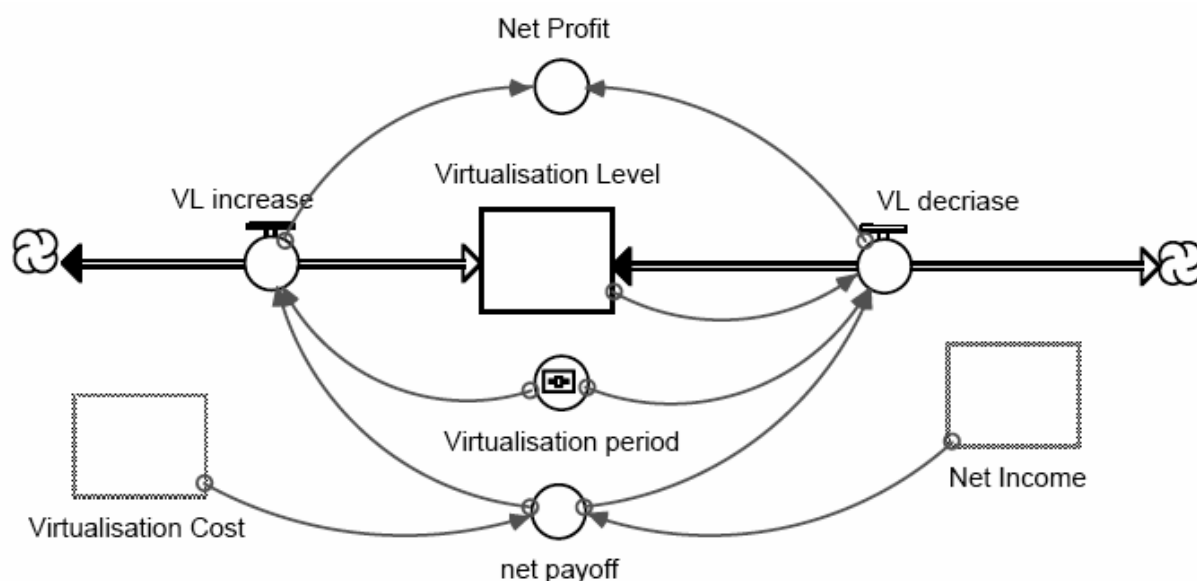 Net Profit
Virtualisation Level
VL increase
VL decriase
Virtualisation period
Net Income
Virtualisation Cost
net payoff